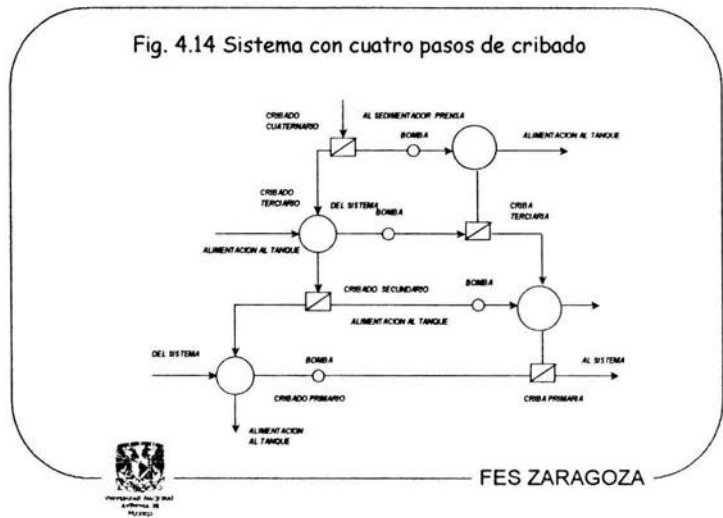 Fig. 4.14 Sistema con cuatro pasos de cribado
CRIBADO
CUATERNARIO
AL SEDIMENTADOR PRENSA
BOMBA
ALIMENTACION AL TANQUE
CRIBADO
TERCIARIO
DEL SISTEMA
BOMBA
CRIBA
TERCIARIA
ALIMENTACION AL TANQUE
CRIBADO SECUNDARIO
BOMBA
ALIMENTACION AL TANQUE
DEL SISTEMA
BOMBA
AL SISTEMA
CRIBADO PRIMARIO
CRIBA PRIMARIA
ALIMENTACION
AL TANQUE
FES ZARAGOZA